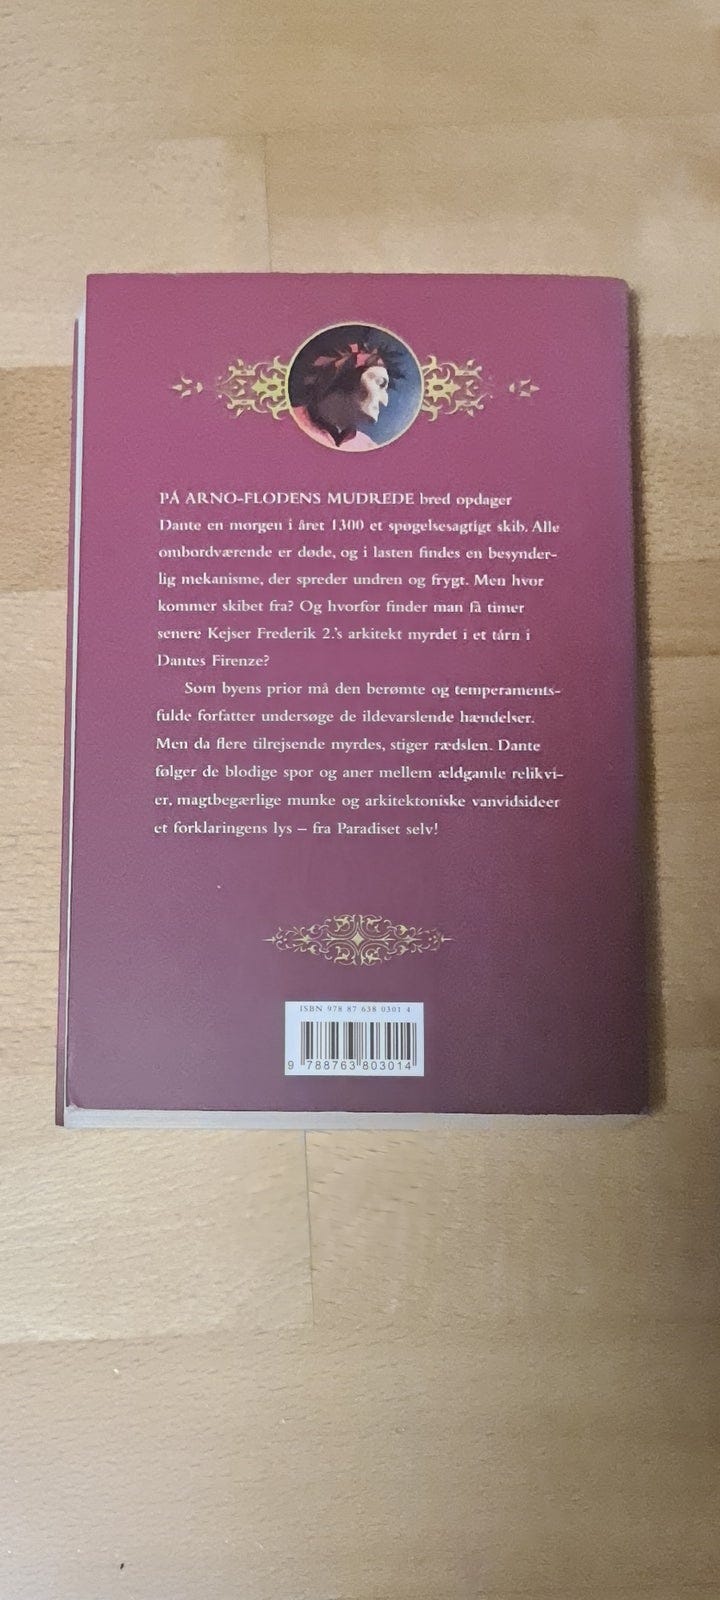 PÅ ARNO-FLODENS MUDREDE bred opdager
Dante en morgen i året 1300 et spøgelsesagtigt skib. Alle
ombordværende er døde, og i lasten findes en besynder-
lig mekanisme, der spreder undren og frygt. Men hvor
kommer skibet fra? Og hvorfor finder man få timer
senere Kejser Frederik 2.'s arkitekt myrdet i et tårn i
Dantes Firenze?
Som byens prior må den berømte og temperaments-
fulde forfatter undersøge de ildevarslende hændelser.
Men da flere tilrejsende myrdes, stiger rædslen. Dante
følger de blodige spor og aner mellem ældgamle relikvi-
er, magtbegærlige munke og arkitektoniske vanvidsideer
et forklaringens lys – fra Paradiset selv!
ISBN 978 87 638 0301 4
9 788763 803014